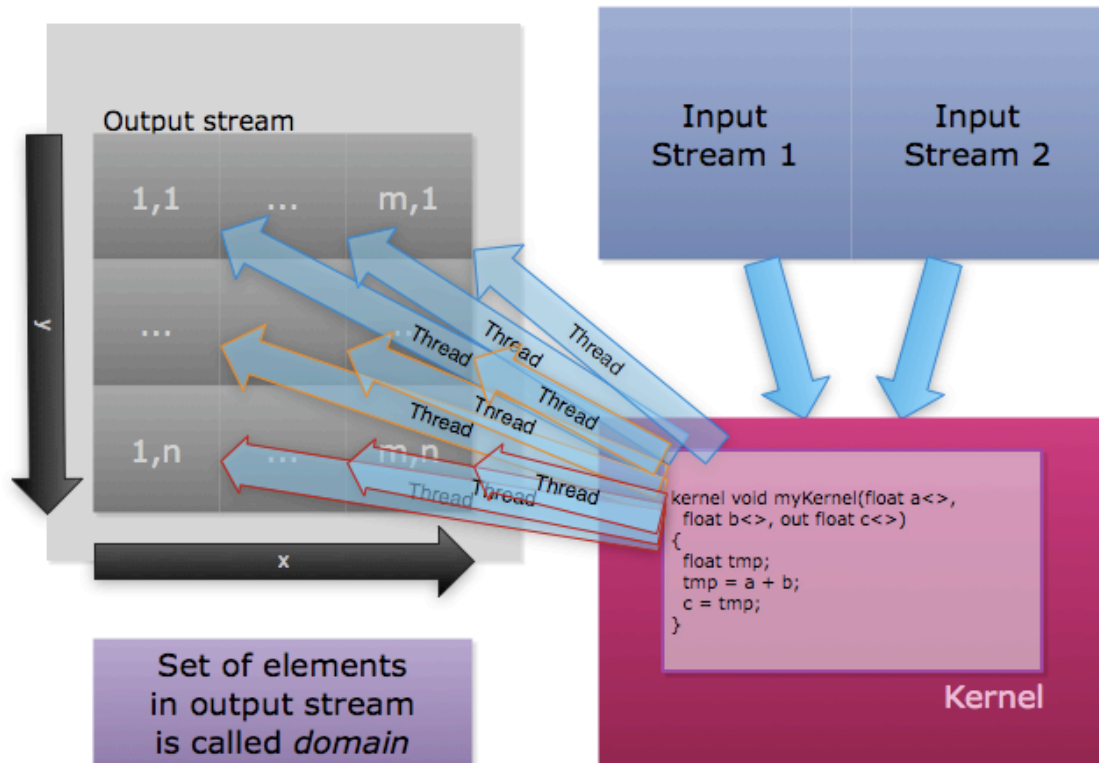 Output stream
1,1 ... m,1
...
1,n ... m,n
y
x
Thread
Thread
Thread
Thread
Thread
Thread
Thread
Thread
Thread
Input
Stream 1
Input
Stream 2
kernel void myKernel(float a<>,
float b<>, out float c<>)
{
float tmp;
tmp = a + b;
c = tmp;
}
Kernel
Set of elements
in output stream
is called domain